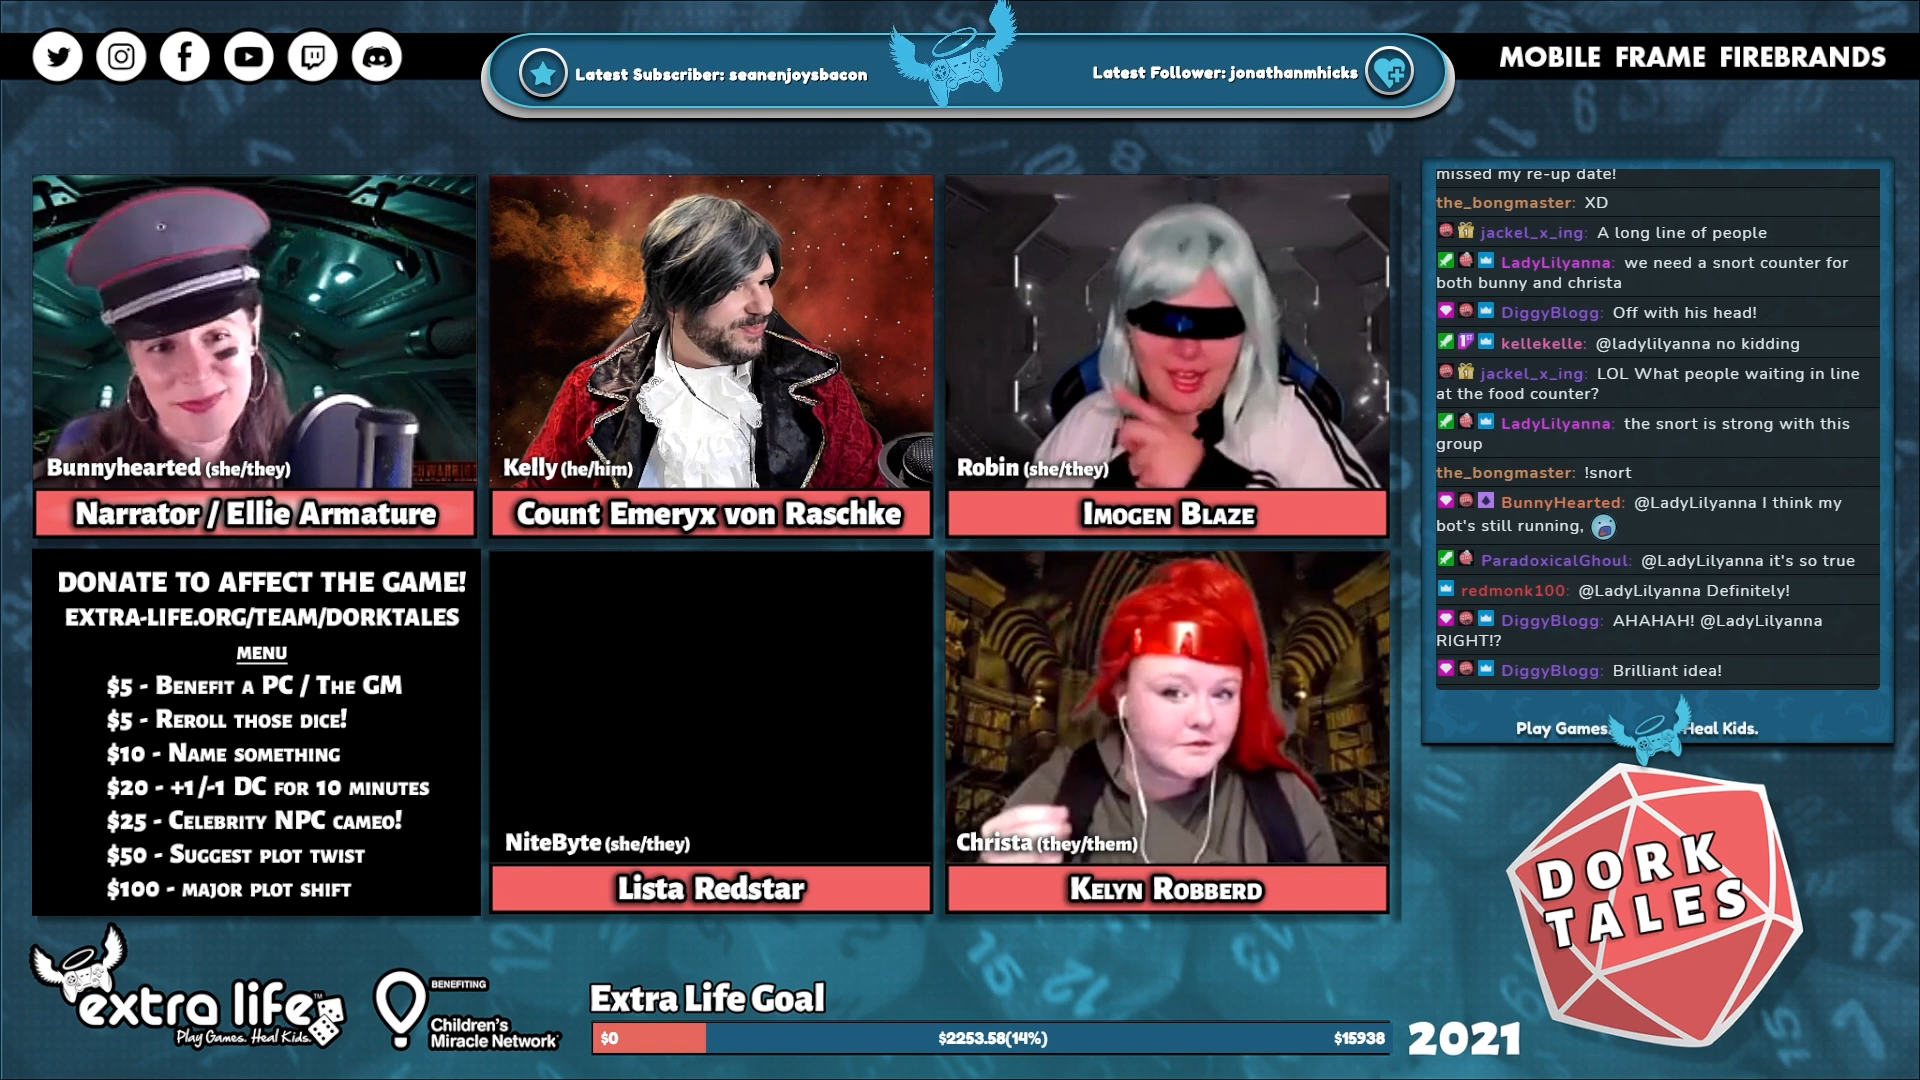 Latest Subscriber: seanenjoysbacon
Latest Follower: jonathanmhicks
MOBILE FRAME FIREBRANDS
Bunnyhearted (she/they)
Narrator / Ellie Armature
Kelly (he/him)
Count Emeryx von Raschke
Robin (she/they)
Imogen Blaze
missed my re-up date!
the_bongmaster: XD
jackel_x_ing: A long line of people
LadyLilyanna: we need a snort counter for
both bunny and christa
DiggyBlogg: Off with his head!
kellekelle: @ladylilyanna no kidding
jackel_x_ing: LOL What people waiting in line
at the food counter?
LadyLilyanna: the snort is strong with this
group
the_bongmaster: !snort
BunnyHearted: @LadyLilyanna I think my
bot's still running,
ParadoxicalGhoul: @LadyLilyanna it's so true
redmonk100: @LadyLilyanna Definitely!
DiggyBlogg: AHAHAH! @LadyLilyanna
RIGHT!?
DiggyBlogg: Brilliant idea!
Play Games. Heal Kids.
DONATE TO AFFECT THE GAME!
EXTRA-LIFE.ORG/TEAM/DORKTALES
MENU
$5 - Benefit a PC / The GM
$5 - Reroll those dice!
$10 - Name something
$20 - +1/-1 DC for 10 minutes
$25 - Celebrity NPC cameo!
$50 - Suggest plot twist
$100 - major plot shift
NiteByte (she/they)
Lista Redstar
Christa (they/them)
Kelyn Robberd
DORK
TALES
extra life™
Play Games. Heal Kids.
BENEFITING
Children's
Miracle Network
Extra Life Goal
$0
$2253.58(14%)
$15938
2021